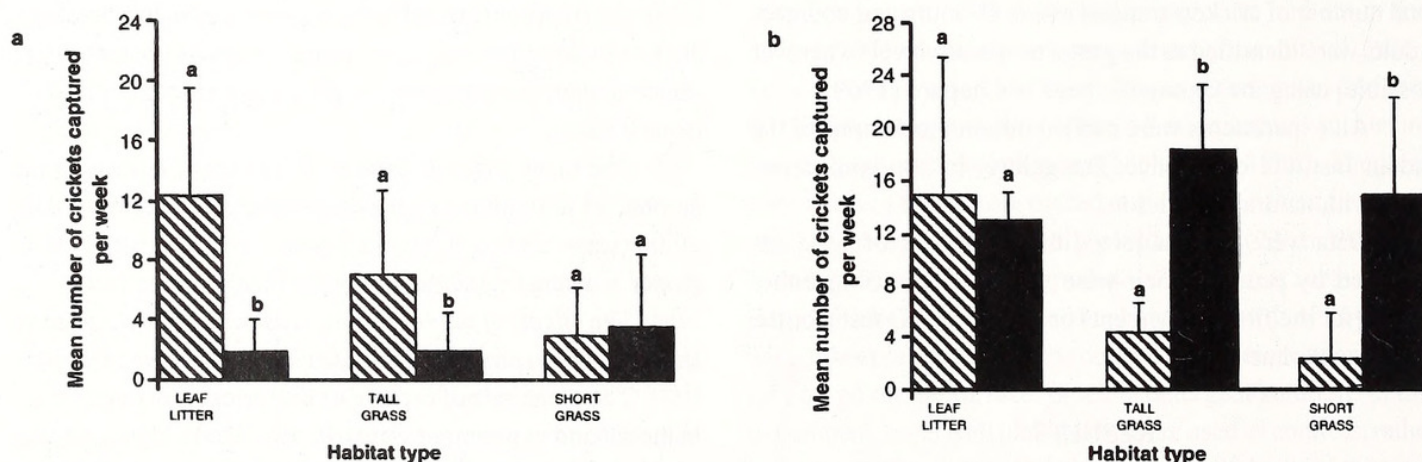 a
24
20
16
12
8
4
0
Mean number of crickets captured
per week
a
b
a
b
a
a
LEAF
LITTER
TALL
GRASS
SHORT
GRASS
Habitat type
b
28
24
20
16
12
8
4
0
Mean number of crickets captured
per week
a
a
a
b
a
b
LEAF
LITTER
TALL
GRASS
SHORT
GRASS
Habitat type